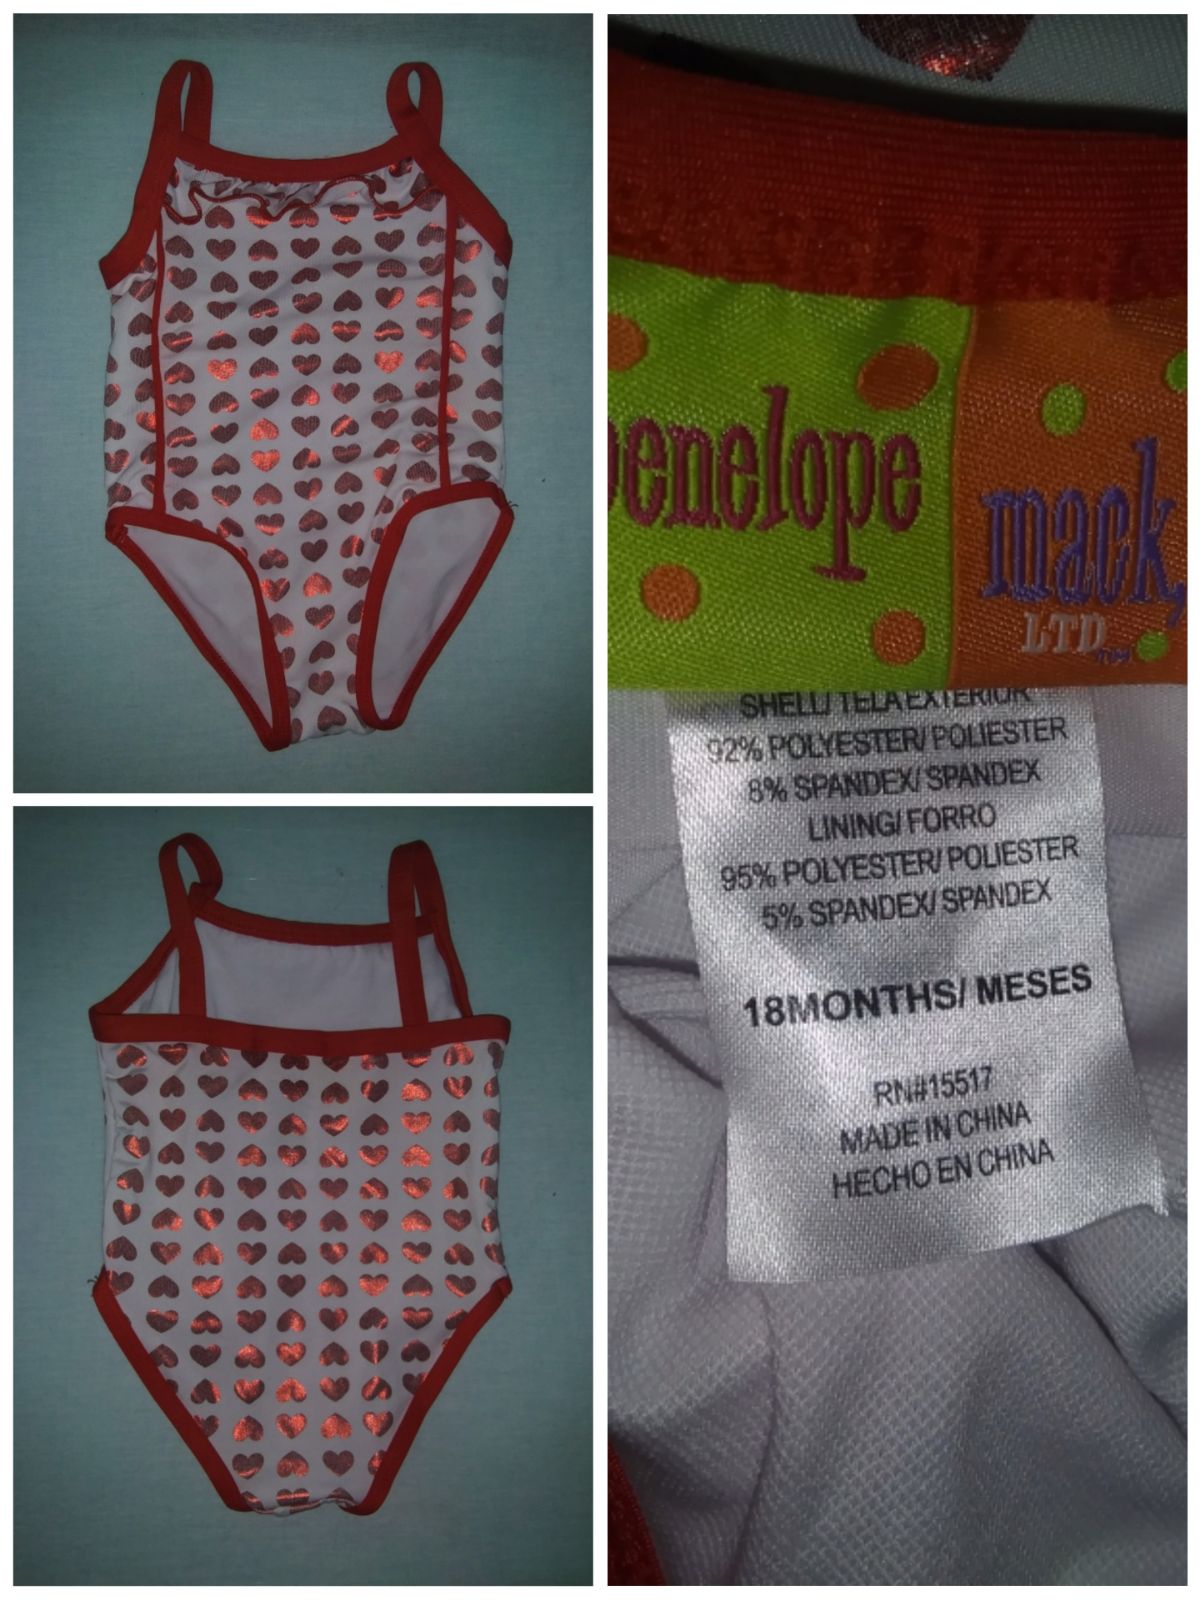 penelope
mack,
LTD.TM
SHELL/ TELA EXTERIOR
92% POLYESTER/ POLIESTER
8% SPANDEX/ SPANDEX
LINING/ FORRO
95% POLYESTER/ POLIESTER
5% SPANDEX/ SPANDEX
18MONTHS/ MESES
RN#15517
MADE IN CHINA
HECHO EN CHINA